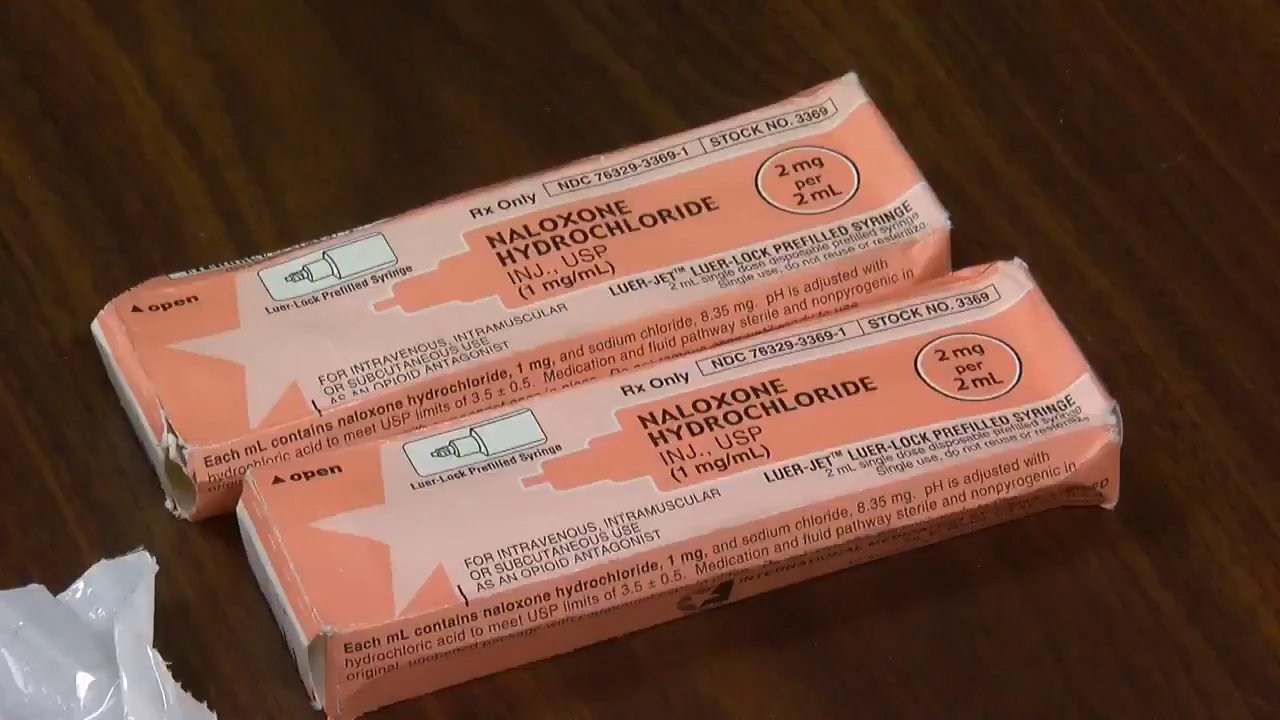 NDC 76329-3369-1 STOCK NO. 3369
Rx Only
2 mg
per
2 mL
NALOXONE
HYDROCHLORIDE
INJ., USP
(1 mg/mL)
Luer-Lock Prefilled Syringe
▲open
LUER-JET™ LUER-LOCK PREFILLED SYRINGE
2 mL single dose disposable prefilled syringe
Single use, do not reuse or
FOR INTRAVENOUS, INTRAMUSCULAR
OR SUBCUTANEOUS USE
AS AN OPIOID ANTAGONIST
Each mL contains naloxone hydrochloride, 1 mg, and sodium chloride, 8.35 mg. pH is adjusted with
hydrochloric acid to meet USP limits of 3.5 ± 0.5. Medication and fluid pathway sterile and nonpyrogenic in
NDC 76329-3369-1 STOCK NO. 3369
Rx Only
2 mg
per
2 mL
NALOXONE
HYDROCHLORIDE
INJ., USP
(1 mg/mL)
Luer-Lock Prefilled Syringe
▲open
LUER-JET™ LUER-LOCK PREFILLED SYRINGE
2 mL single dose disposable prefilled syringe
Single use, do not reuse or
FOR INTRAVENOUS, INTRAMUSCULAR
OR SUBCUTANEOUS USE
AS AN OPIOID ANTAGONIST
Each mL contains naloxone hydrochloride, 1 mg, and sodium chloride, 8.35 mg. pH is adjusted with
hydrochloric acid to meet USP limits of 3.5 ± 0.5. Medication and fluid pathway sterile and nonpyrogenic in
original, unopened package with
INTERNATIONAL